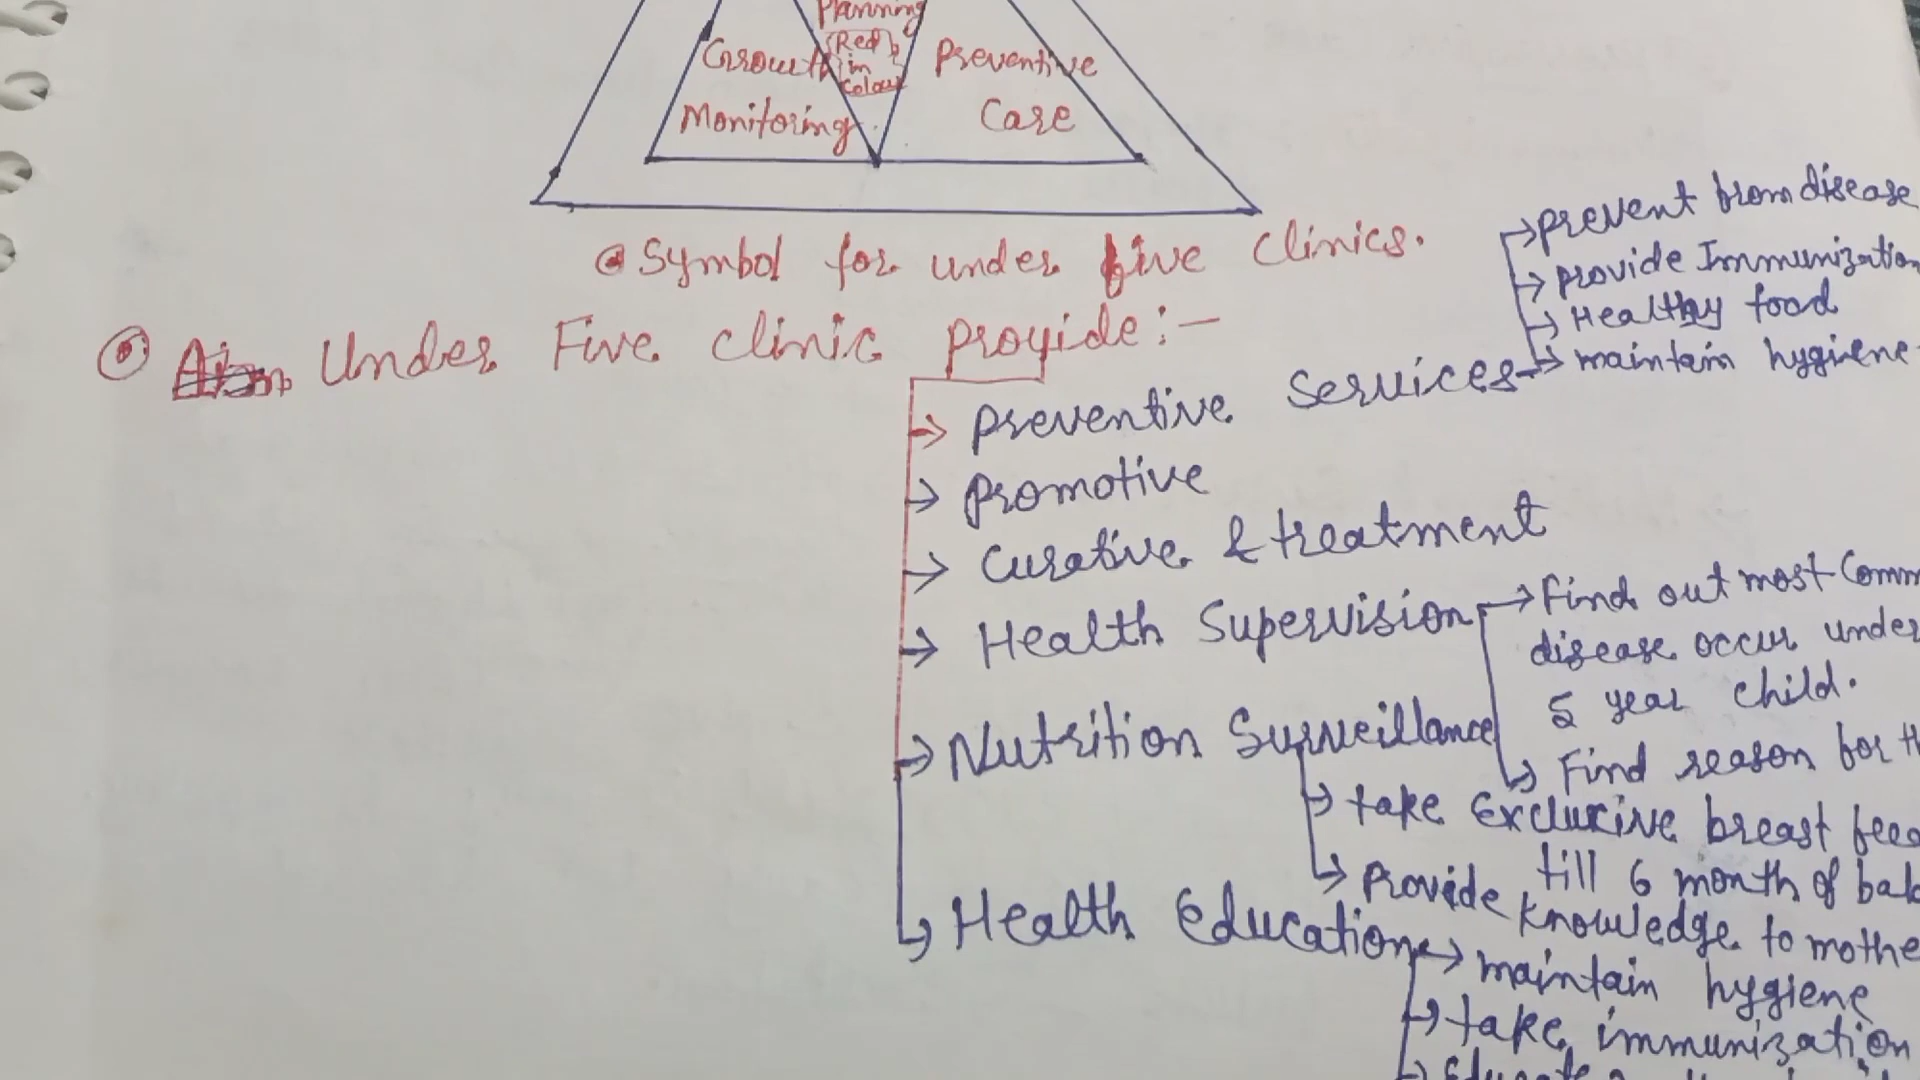 Planning
(Red
in
Colour
Growth
Monitoring
Preventive
Care
Symbol for under five Clinics.
Under Five clinic provide:-
→ preventive Services
→ prevent from disease
→ provide Immunization
→ Healthy food
→ maintain hygiene
→ promotive
→ Curative & treatment
→ Health Supervision
→ Find out most Comm
disease occur under
5 year child.
→ Find reason for th
→ Nutrition Surveillance
→ take Exclusive breast feed
till 6 month of bab
→ Provide knowledge to mothe
→ Health Education
→ maintain hygiene
→ take immunization